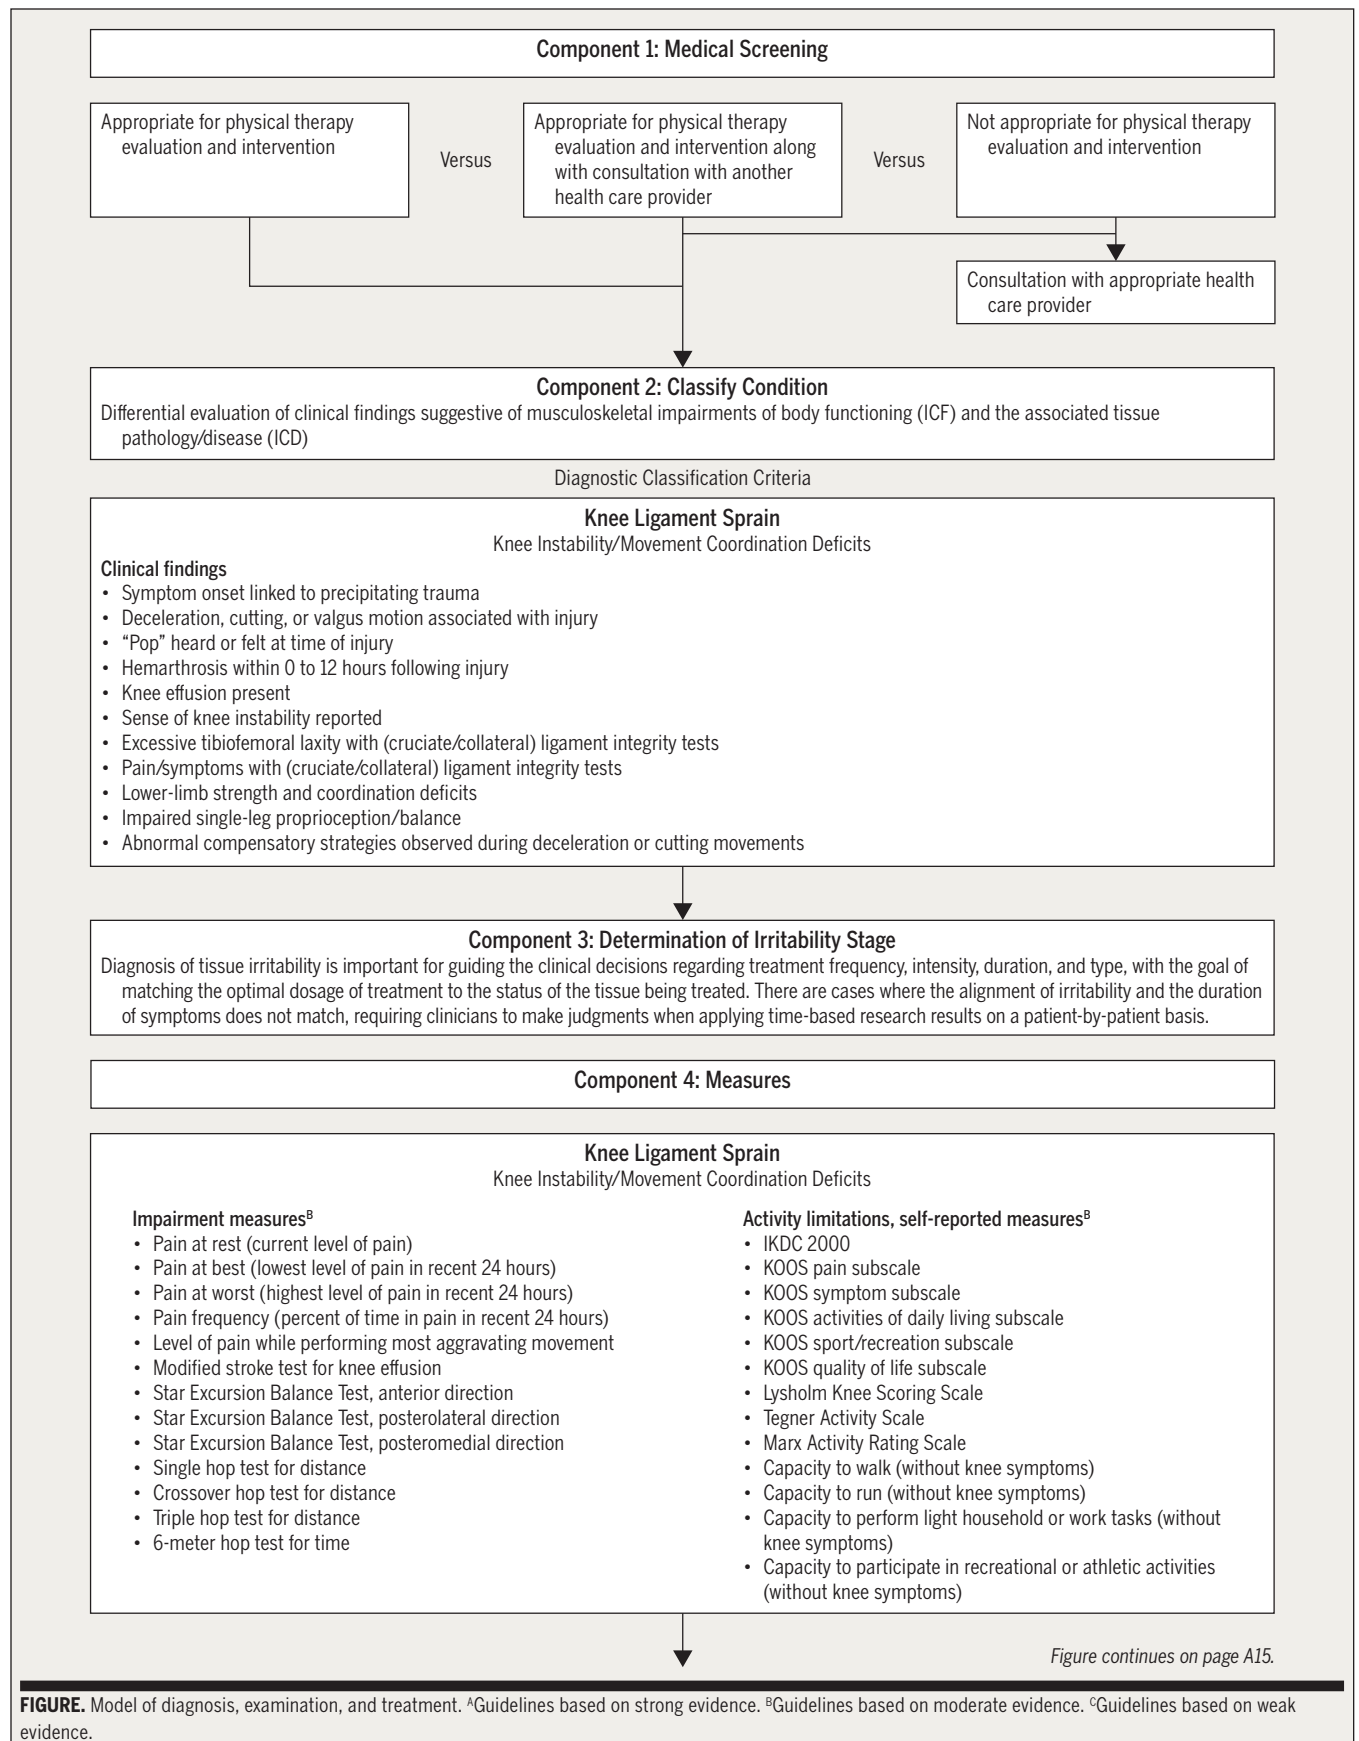 Component 1: Medical Screening
Appropriate for physical therapy
evaluation and intervention
Versus
Appropriate for physical therapy
evaluation and intervention along
with consultation with another
health care provider
Versus
Not appropriate for physical therapy
evaluation and intervention
Consultation with appropriate health
care provider
Component 2: Classify Condition
Differential evaluation of clinical findings suggestive of musculoskeletal impairments of body functioning (ICF) and the associated tissue
pathology/disease (ICD)
Diagnostic Classification Criteria
Knee Ligament Sprain
Knee Instability/Movement Coordination Deficits
Clinical findings
• Symptom onset linked to precipitating trauma
• Deceleration, cutting, or valgus motion associated with injury
• “Pop” heard or felt at time of injury
• Hemarthrosis within 0 to 12 hours following injury
• Knee effusion present
• Sense of knee instability reported
• Excessive tibiofemoral laxity with (cruciate/collateral) ligament integrity tests
• Pain/symptoms with (cruciate/collateral) ligament integrity tests
• Lower-limb strength and coordination deficits
• Impaired single-leg proprioception/balance
• Abnormal compensatory strategies observed during deceleration or cutting movements
Component 3: Determination of Irritability Stage
Diagnosis of tissue irritability is important for guiding the clinical decisions regarding treatment frequency, intensity, duration, and type, with the goal of
matching the optimal dosage of treatment to the status of the tissue being treated. There are cases where the alignment of irritability and the duration
of symptoms does not match, requiring clinicians to make judgments when applying time-based research results on a patient-by-patient basis.
Component 4: Measures
Knee Ligament Sprain
Knee Instability/Movement Coordination Deficits
Impairment measuresᴮ
• Pain at rest (current level of pain)
• Pain at best (lowest level of pain in recent 24 hours)
• Pain at worst (highest level of pain in recent 24 hours)
• Pain frequency (percent of time in pain in recent 24 hours)
• Level of pain while performing most aggravating movement
• Modified stroke test for knee effusion
• Star Excursion Balance Test, anterior direction
• Star Excursion Balance Test, posterolateral direction
• Star Excursion Balance Test, posteromedial direction
• Single hop test for distance
• Crossover hop test for distance
• Triple hop test for distance
• 6-meter hop test for time
Activity limitations, self-reported measuresᴮ
• IKDC 2000
• KOOS pain subscale
• KOOS symptom subscale
• KOOS activities of daily living subscale
• KOOS sport/recreation subscale
• KOOS quality of life subscale
• Lysholm Knee Scoring Scale
• Tegner Activity Scale
• Marx Activity Rating Scale
• Capacity to walk (without knee symptoms)
• Capacity to run (without knee symptoms)
• Capacity to perform light household or work tasks (without
knee symptoms)
• Capacity to participate in recreational or athletic activities
(without knee symptoms)
Figure continues on page A15.
FIGURE. Model of diagnosis, examination, and treatment. ᴬGuidelines based on strong evidence. ᴮGuidelines based on moderate evidence. ᶜGuidelines based on weak
evidence.